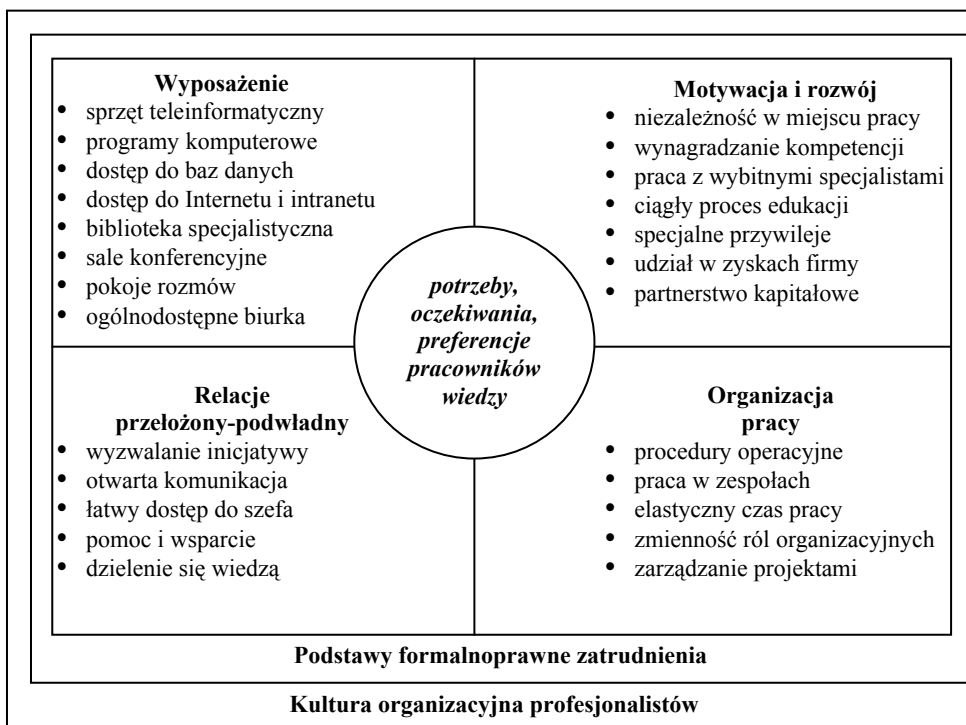 Wyposażenie
• sprzęt teleinformatyczny
• programy komputerowe
• dostęp do baz danych
• dostęp do Internetu i intranetu
• biblioteka specjalistyczna
• sale konferencyjne
• pokoje rozmów
• ogólnodostępne biurka
Motywacja i rozwój
• niezależność w miejscu pracy
• wynagradzanie kompetencji
• praca z wybitnymi specjalistami
• ciągły proces edukacji
• specjalne przywileje
• udział w zyskach firmy
• partnerstwo kapitałowe
potrzeby,
oczekiwania,
preferencje
pracowników
wiedzy
Relacje
przełożony-podwładny
• wyzwalanie inicjatywy
• otwarta komunikacja
• łatwy dostęp do szefa
• pomoc i wsparcie
• dzielenie się wiedzą
Organizacja
pracy
• procedury operacyjne
• praca w zespołach
• elastyczny czas pracy
• zmienność ról organizacyjnych
• zarządzanie projektami
Podstawy formalnoprawne zatrudnienia
Kultura organizacyjna profesjonalistów